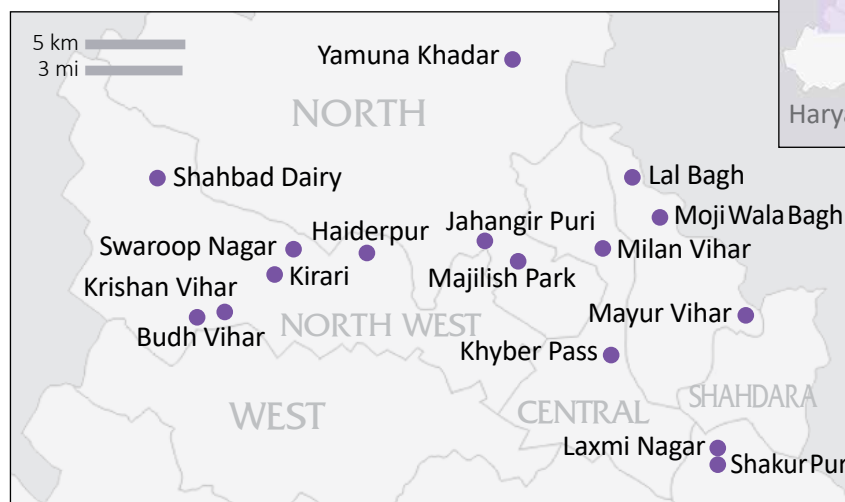 5 km
3 mi
Yamuna Khadar
NORTH
Shahbad Dairy
Lal Bagh
Moji Wala Bagh
Jahangir Puri
Haiderpur
Swaroop Nagar
Milan Vihar
Kirari
Majilish Park
Krishan Vihar
Budh Vihar
NORTH WEST
Mayur Vihar
Khyber Pass
SHAHDARA
WEST
CENTRAL
Laxmi Nagar
Shakur Pur
Harya